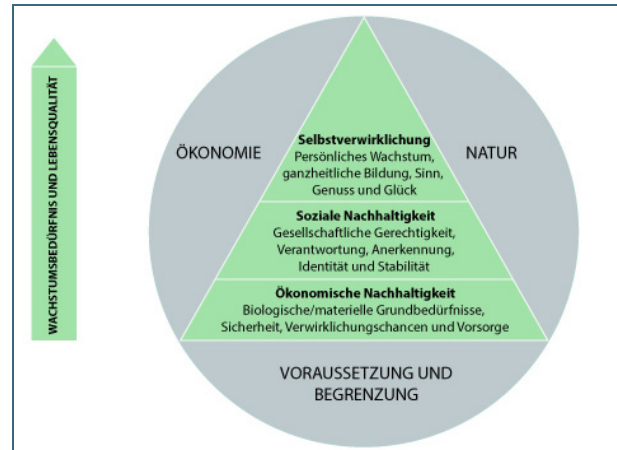 WACHSTUMSBEDÜRFNIS UND LEBENSQUALITÄT
ÖKONOMIE
NATUR
Selbstverwirklichung
Persönliches Wachstum,
ganzheitliche Bildung, Sinn,
Genuss und Glück
Soziale Nachhaltigkeit
Gesellschaftliche Gerechtigkeit,
Verantwortung, Anerkennung,
Identität und Stabilität
Ökonomische Nachhaltigkeit
Biologische/materielle Grundbedürfnisse,
Sicherheit, Verwirklichungschancen und Vorsorge
VORAUSSETZUNG UND
BEGRENZUNG